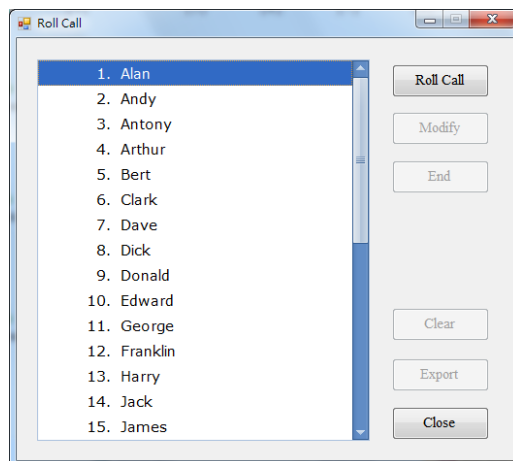 Roll Call
1. Alan
2. Andy
3. Antony
4. Arthur
5. Bert
6. Clark
7. Dave
8. Dick
9. Donald
10. Edward
11. George
12. Franklin
13. Harry
14. Jack
15. James
Roll Call
Modify
End
Clear
Export
Close